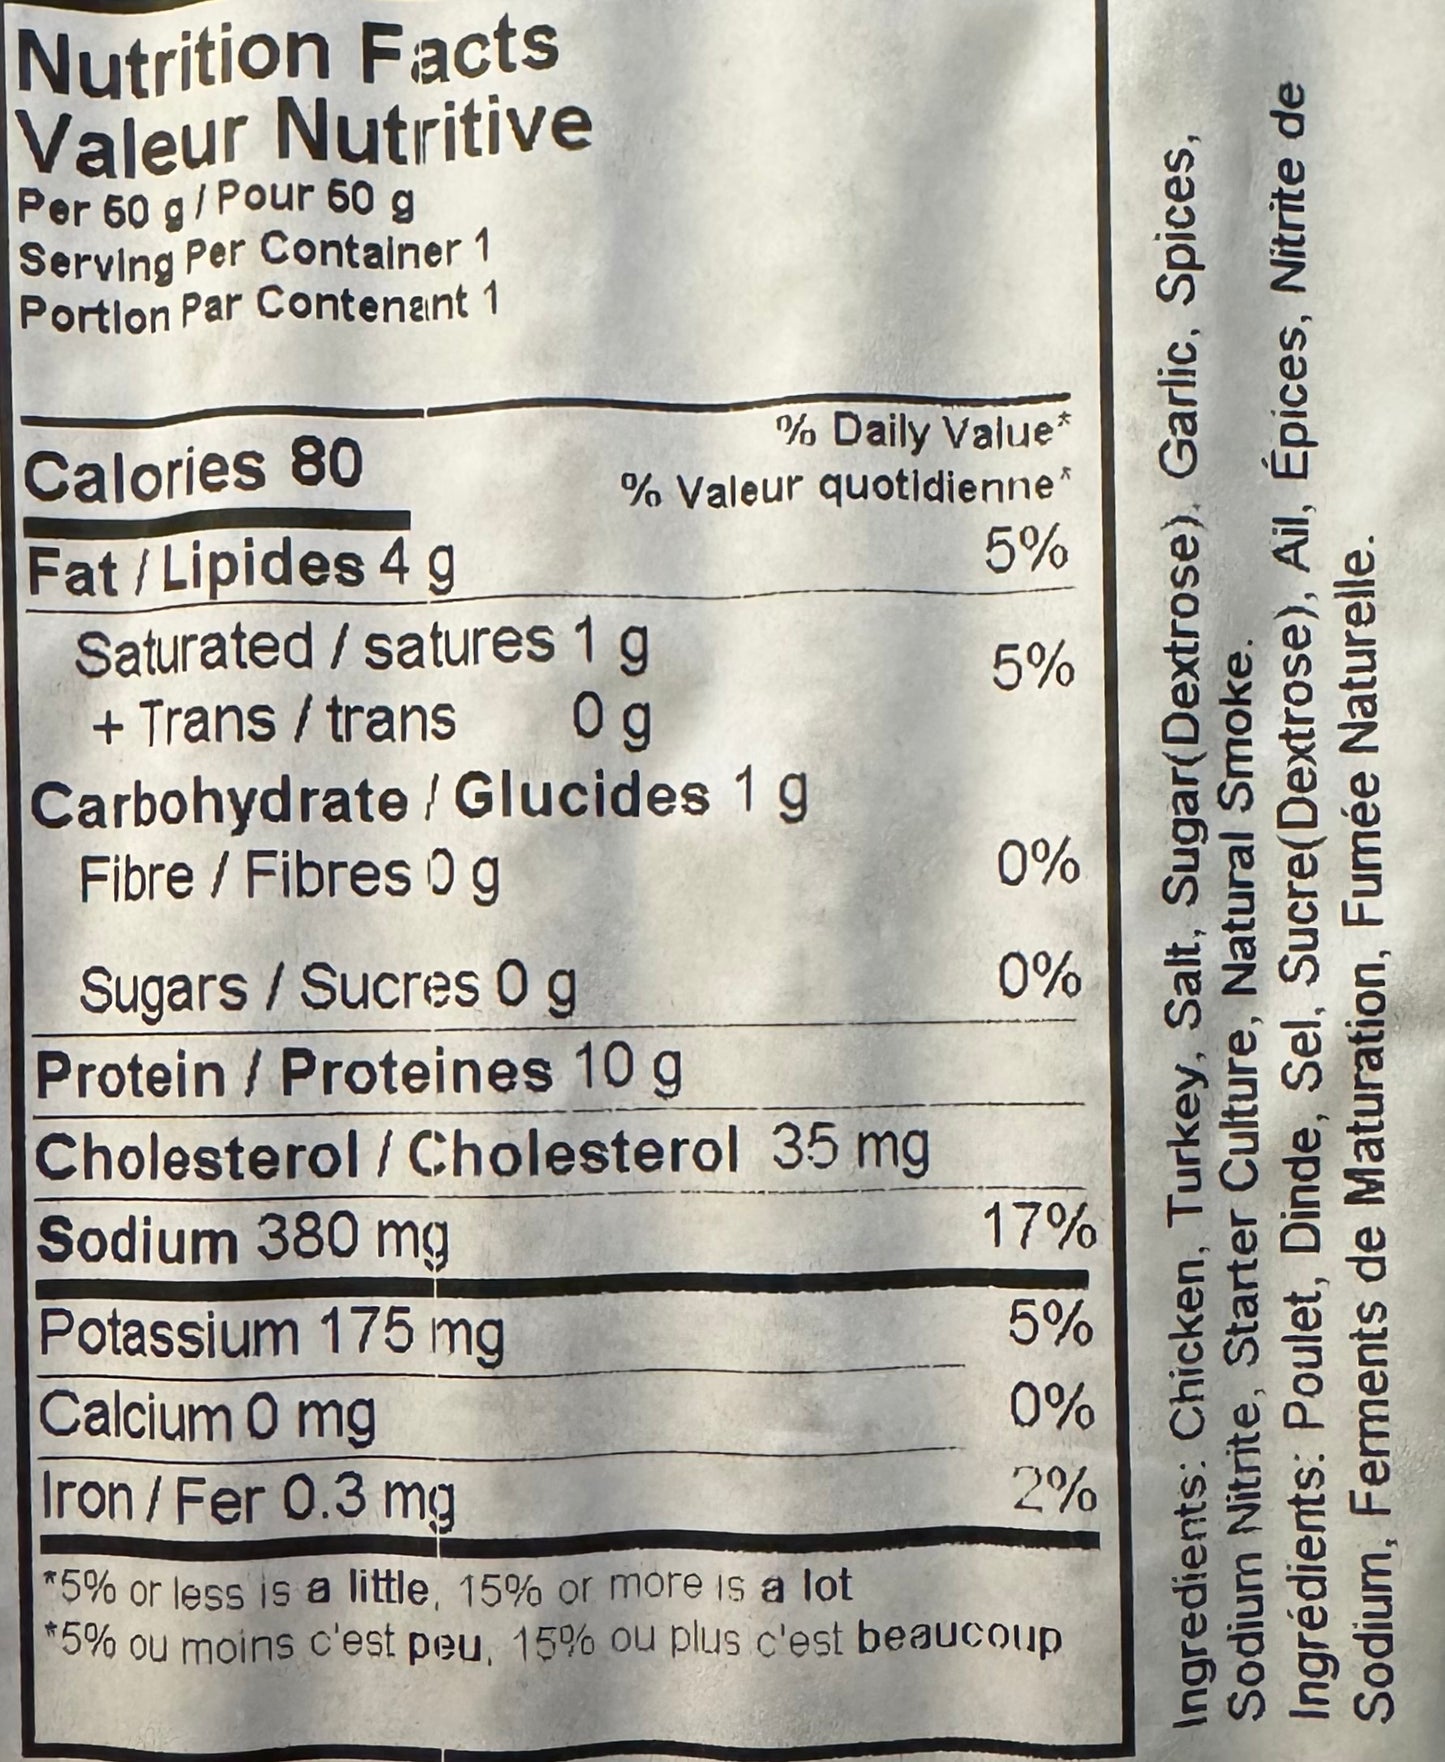 Nutrition Facts
Valeur Nutritive
Per 60 g / Pour 60 g
Serving Per Container 1
Portion Par Contenant 1
% Daily Value*
Calories 80
% Valeur quotidienne*
Fat / Lipides 4 g 5%
Saturated / satures 1 g 5%
+ Trans / trans 0 g
Carbohydrate / Glucides 1 g
Fibre / Fibres 0 g 0%
Sugars / Sucres 0 g 0%
Protein / Proteines 10 g
Cholesterol / Cholesterol 35 mg
Sodium 380 mg 17%
Potassium 175 mg 5%
Calcium 0 mg 0%
Iron / Fer 0.3 mg 2%
*5% or less is a little, 15% or more is a lot
*5% ou moins c'est peu, 15% ou plus c'est beaucoup
Ingredients: Chicken, Turkey, Salt, Sugar(Dextrose), Garlic, Spices,
Sodium Nitrite, Starter Culture, Natural Smoke.
Ingrédients: Poulet, Dinde, Sel, Sucre(Dextrose), Ail, Épices, Nitrite de
Sodium, Ferments de Maturation, Fumée Naturelle.